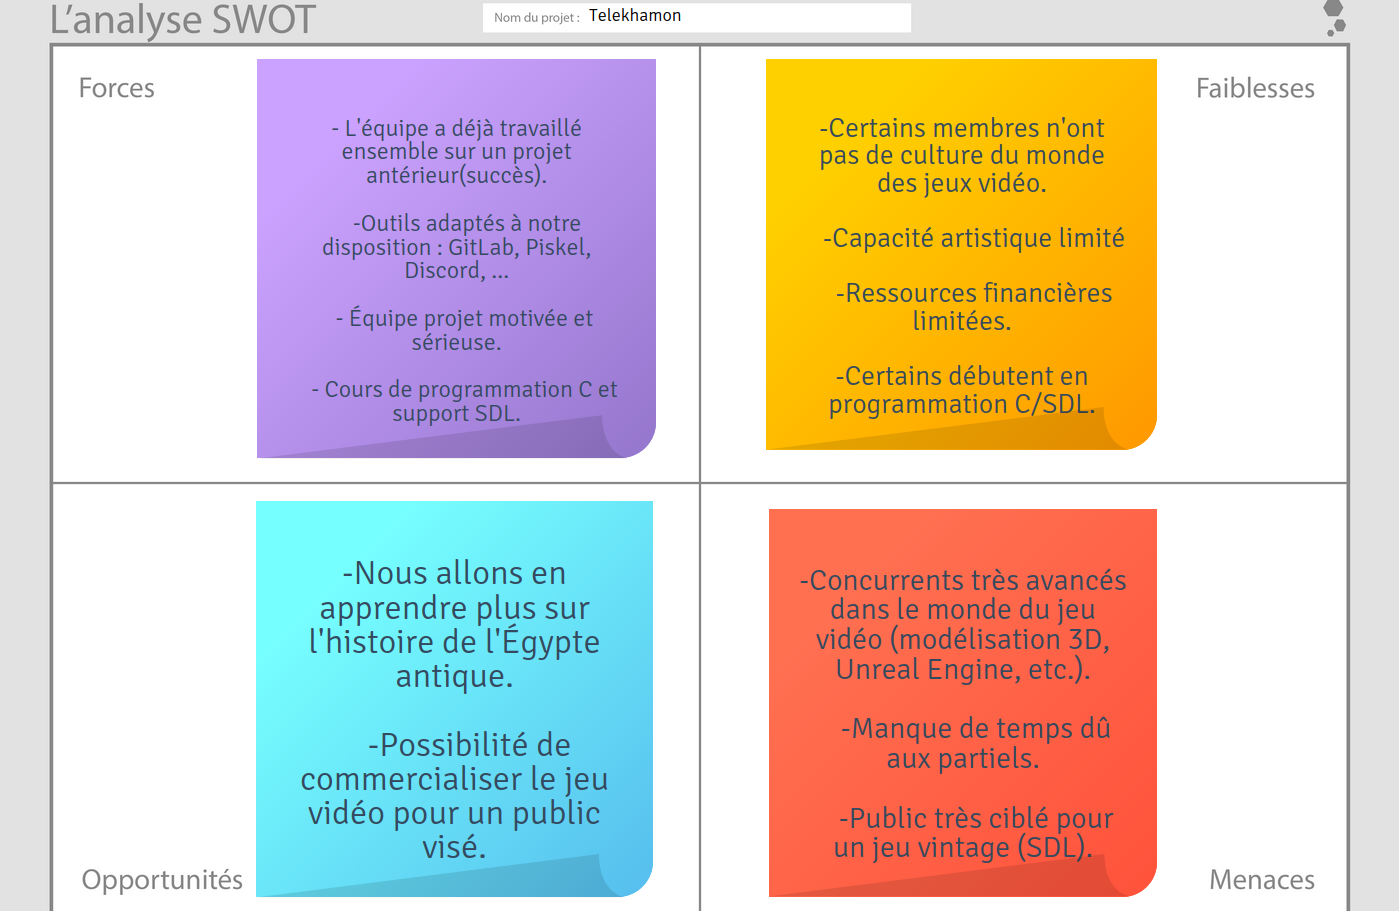 L'analyse SWOT
Nom du projet : Telekhamon
Forces
- L'équipe a déjà travaillé
ensemble sur un projet
antérieur(succès).
-Outils adaptés à notre
disposition : GitLab, Piskel,
Discord, ...
- Équipe projet motivée et
sérieuse.
- Cours de programmation C et
support SDL.
Faiblesses
-Certains membres n'ont
pas de culture du monde
des jeux vidéo.
-Capacité artistique limité
-Ressources financières
limitées.
-Certains débutent en
programmation C/SDL.
Opportunités
-Nous allons en
apprendre plus sur
l'histoire de l'Égypte
antique.
-Possibilité de
commercialiser le jeu
vidéo pour un public
visé.
Menaces
-Concurrents très avancés
dans le monde du jeu
vidéo (modélisation 3D,
Unreal Engine, etc.).
-Manque de temps dû
aux partiels.
-Public très ciblé pour
un jeu vintage (SDL).